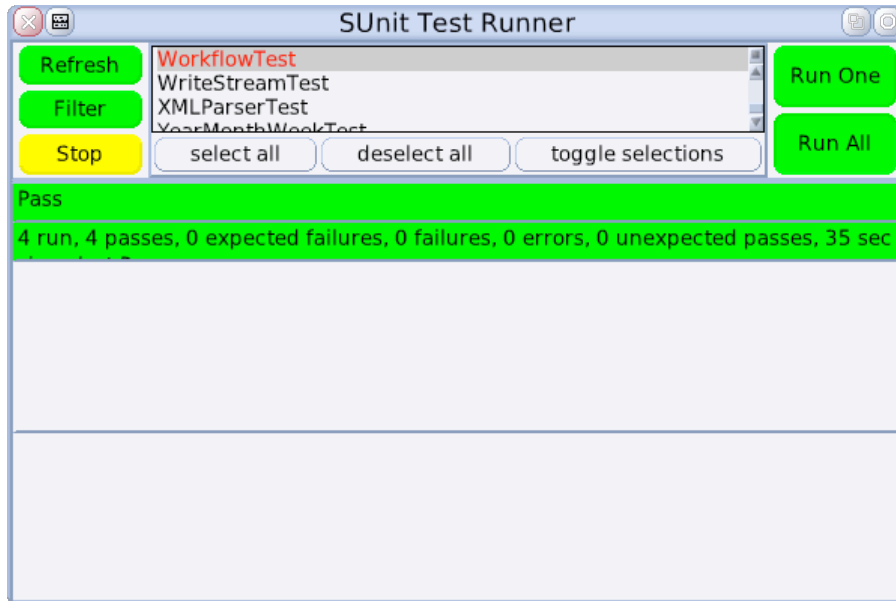 SUnit Test Runner
Refresh
Filter
Stop
WorkflowTest
WriteStreamTest
XMLParserTest
YearMonthWeekTest
select all
deselect all
toggle selections
Run One
Run All
Pass
4 run, 4 passes, 0 expected failures, 0 failures, 0 errors, 0 unexpected passes, 35 sec